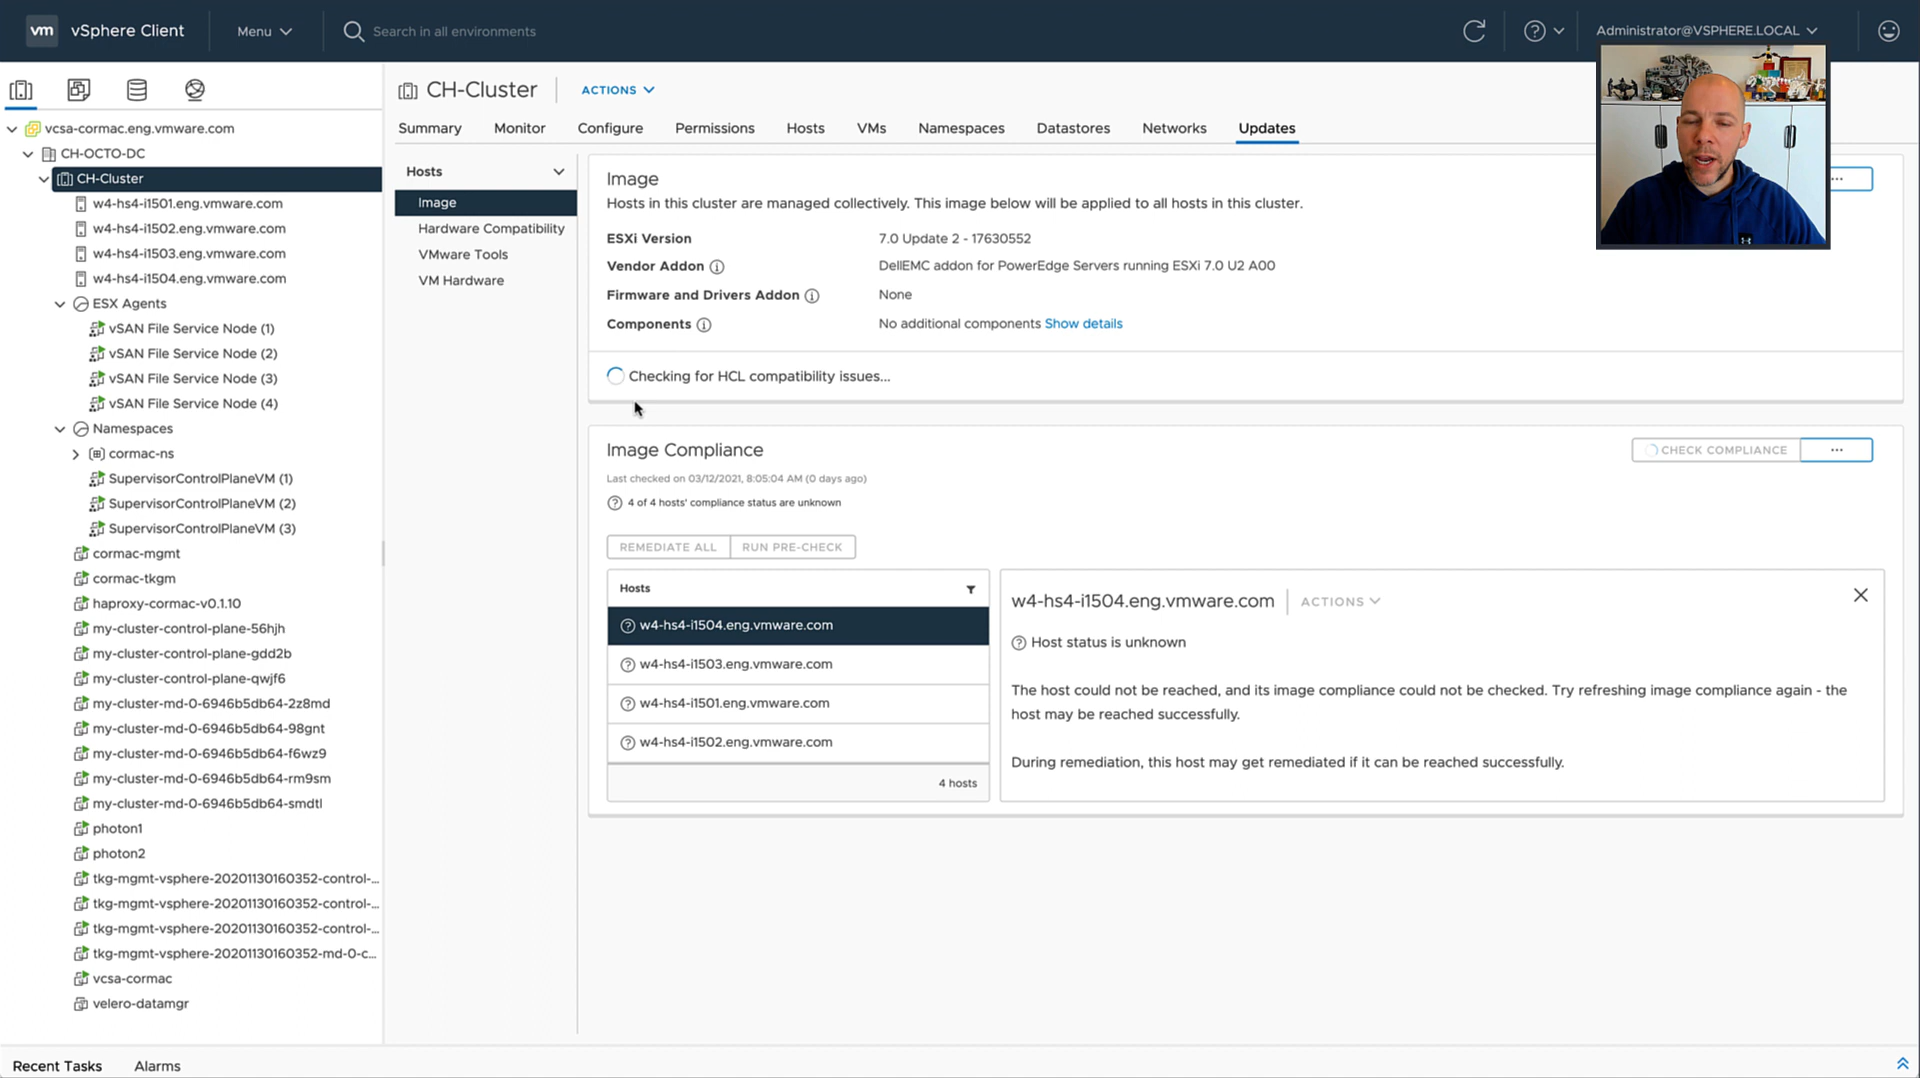 vm vSphere Client Menu Search in all environments Administrator@VSPHERE.LOCAL
vcsa-cormac.eng.vmware.com
CH-OCTO-DC
CH-Cluster
w4-hs4-i1501.eng.vmware.com
w4-hs4-i1502.eng.vmware.com
w4-hs4-i1503.eng.vmware.com
w4-hs4-i1504.eng.vmware.com
ESX Agents
vSAN File Service Node (1)
vSAN File Service Node (2)
vSAN File Service Node (3)
vSAN File Service Node (4)
Namespaces
cormac-ns
SupervisorControlPlaneVM (1)
SupervisorControlPlaneVM (2)
SupervisorControlPlaneVM (3)
cormac-mgmt
cormac-tkgm
haproxy-cormac-v0.1.10
my-cluster-control-plane-56hjh
my-cluster-control-plane-gdd2b
my-cluster-control-plane-qwjf6
my-cluster-md-0-6946b5db64-2z8md
my-cluster-md-0-6946b5db64-98gnt
my-cluster-md-0-6946b5db64-f6wz9
my-cluster-md-0-6946b5db64-rm9sm
my-cluster-md-0-6946b5db64-smdtl
photon1
photon2
tkg-mgmt-vsphere-20201130160352-control-...
tkg-mgmt-vsphere-20201130160352-control-...
tkg-mgmt-vsphere-20201130160352-control-...
tkg-mgmt-vsphere-20201130160352-md-0-c...
vcsa-cormac
velero-datamgr
CH-Cluster ACTIONS
Summary Monitor Configure Permissions Hosts VMs Namespaces Datastores Networks Updates
Hosts
Image
Hardware Compatibility
VMware Tools
VM Hardware
Image
Hosts in this cluster are managed collectively. This image below will be applied to all hosts in this cluster.
ESXi Version 7.0 Update 2 - 17630552
Vendor Addon DellEMC addon for PowerEdge Servers running ESXi 7.0 U2 A00
Firmware and Drivers Addon None
Components No additional components Show details
Checking for HCL compatibility issues...
Image Compliance CHECK COMPLIANCE ...
Last checked on 03/12/2021, 8:05:04 AM (0 days ago)
4 of 4 hosts' compliance status are unknown
REMEDIATE ALL RUN PRE-CHECK
Hosts
w4-hs4-i1504.eng.vmware.com
w4-hs4-i1503.eng.vmware.com
w4-hs4-i1501.eng.vmware.com
w4-hs4-i1502.eng.vmware.com
4 hosts
w4-hs4-i1504.eng.vmware.com ACTIONS
Host status is unknown
The host could not be reached, and its image compliance could not be checked. Try refreshing image compliance again - the
host may be reached successfully.
During remediation, this host may get remediated if it can be reached successfully.
Recent Tasks Alarms